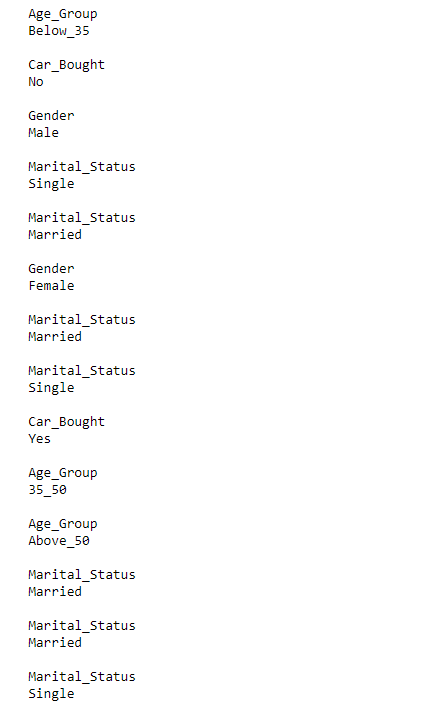 Age_Group
Below_35
Car_Bought
No
Gender
Male
Marital_Status
Single
Marital_Status
Married
Gender
Female
Marital_Status
Married
Marital_Status
Single
Car_Bought
Yes
Age_Group
35_50
Age_Group
Above_50
Marital_Status
Married
Marital_Status
Married
Marital_Status
Single